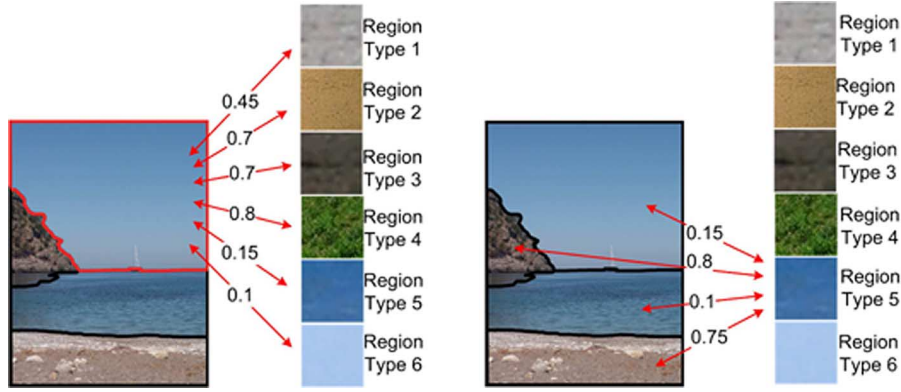 Region
Type 1
0.45
Region
Type 2
0.7
Region
Type 3
0.7
Region
Type 4
0.8
Region
Type 5
0.15
Region
Type 6
0.1
Region
Type 1
Region
Type 2
Region
Type 3
Region
Type 4
0.15
0.8
Region
Type 5
0.1
0.75
Region
Type 6